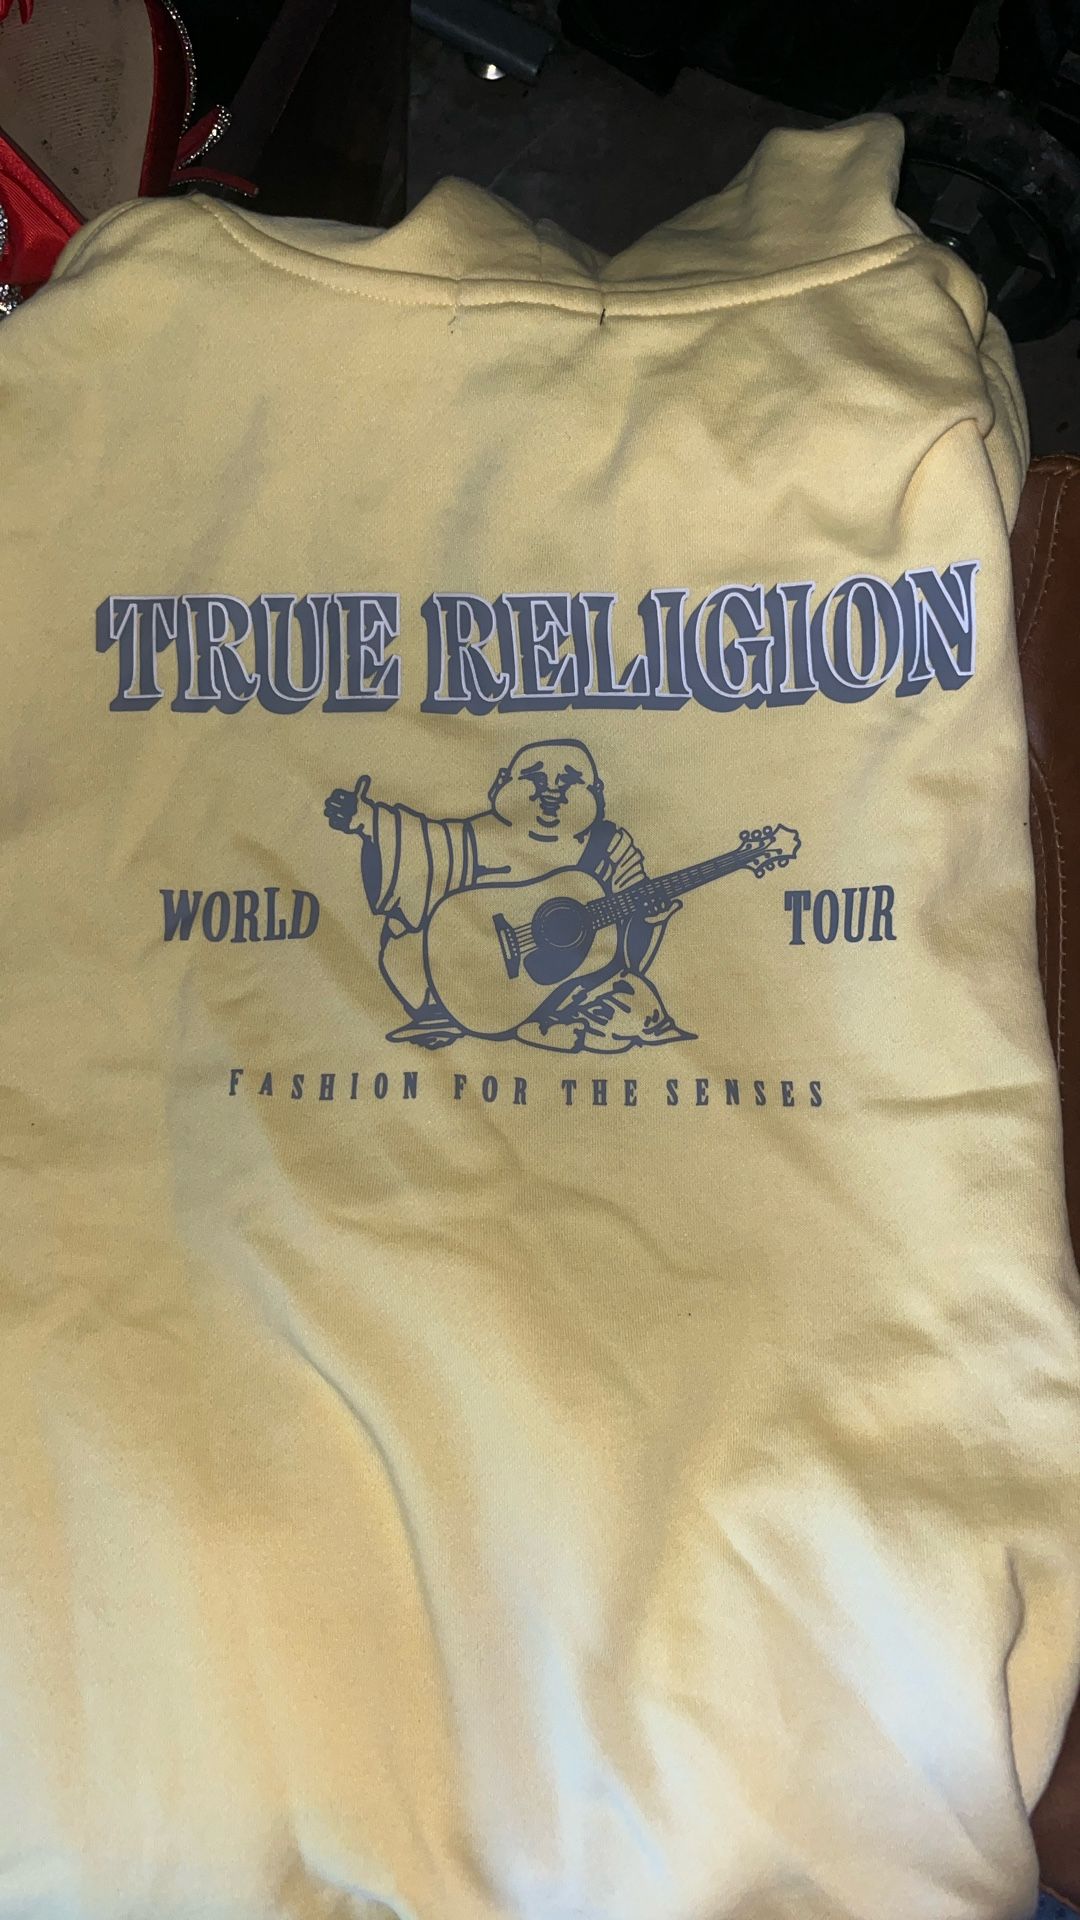 TRUE RELIGION
WORLD TOUR
FASHION FOR THE SENSES